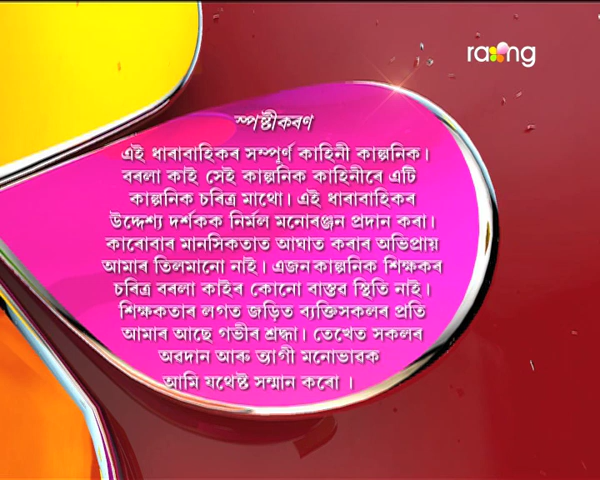 rang
স্পষ্টীকৰণ
এই ধাৰাবাহিকৰ সম্পূৰ্ণ কাহিনী কাল্পনিক।
বৰলা কাই সেই কাল্পনিক কাহিনীৰে এটি
কাল্পনিক চৰিত্ৰ মাথো। এই ধাৰাবাহিকৰ
উদ্দেশ্য দৰ্শকক নিৰ্মল মনোৰঞ্জন প্ৰদান কৰা।
কাৰোবাৰ মানসিকতাত আঘাত কৰাৰ অভিপ্ৰায়
আমাৰ তিলমানো নাই। এজন কাল্পনিক শিক্ষকৰ
চৰিত্ৰ বৰলা কাইৰ কোনো বাস্তব স্থিতি নাই।
শিক্ষকতাৰ লগত জড়িত ব্যক্তিসকলৰ প্ৰতি
আমাৰ আছে গভীৰ শ্ৰদ্ধা। তেখেত সকলৰ
অৱদান আৰু ত্যাগী মনোভাবক
আমি যথেষ্ট সন্মান কৰো ।